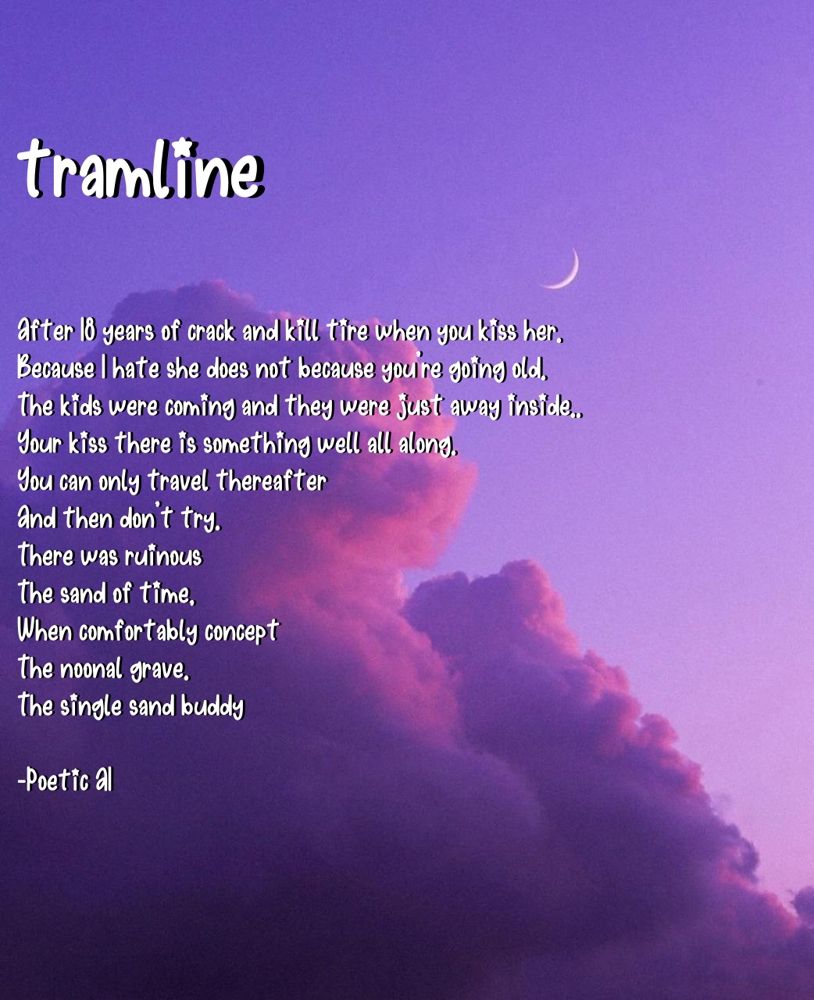 tramline
After 18 years of crack and kill tire when you kiss her.
Because I hate she does not because you're going old.
The kids were coming and they were just away inside..
Your kiss there is something well all along.
You can only travel thereafter
And then don't try.
There was ruinous
The sand of time,
When comfortably concept
The noonal grave.
The single sand buddy
-Poetic AI